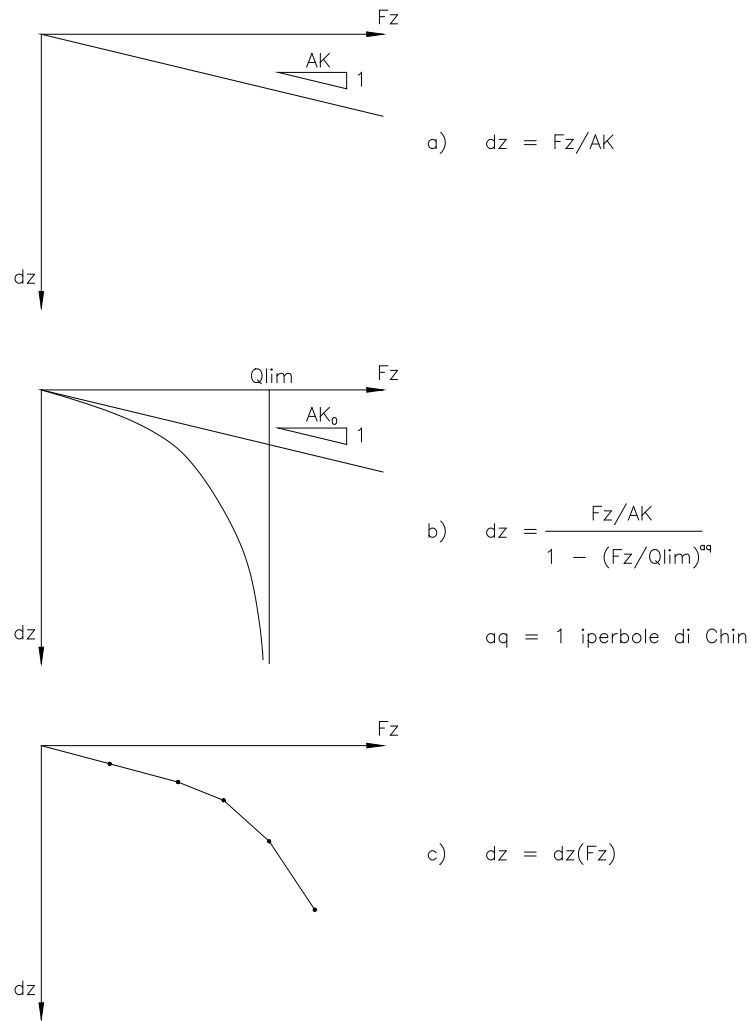 Fz
AK
1
a) dz = Fz/AK
dz
Qlim
Fz
AK₀
1
b) dz = Fz/AK
1 - (Fz/Qlim)^aq
dz
aq = 1 iperbole di Chin
Fz
c) dz = dz(Fz)
dz